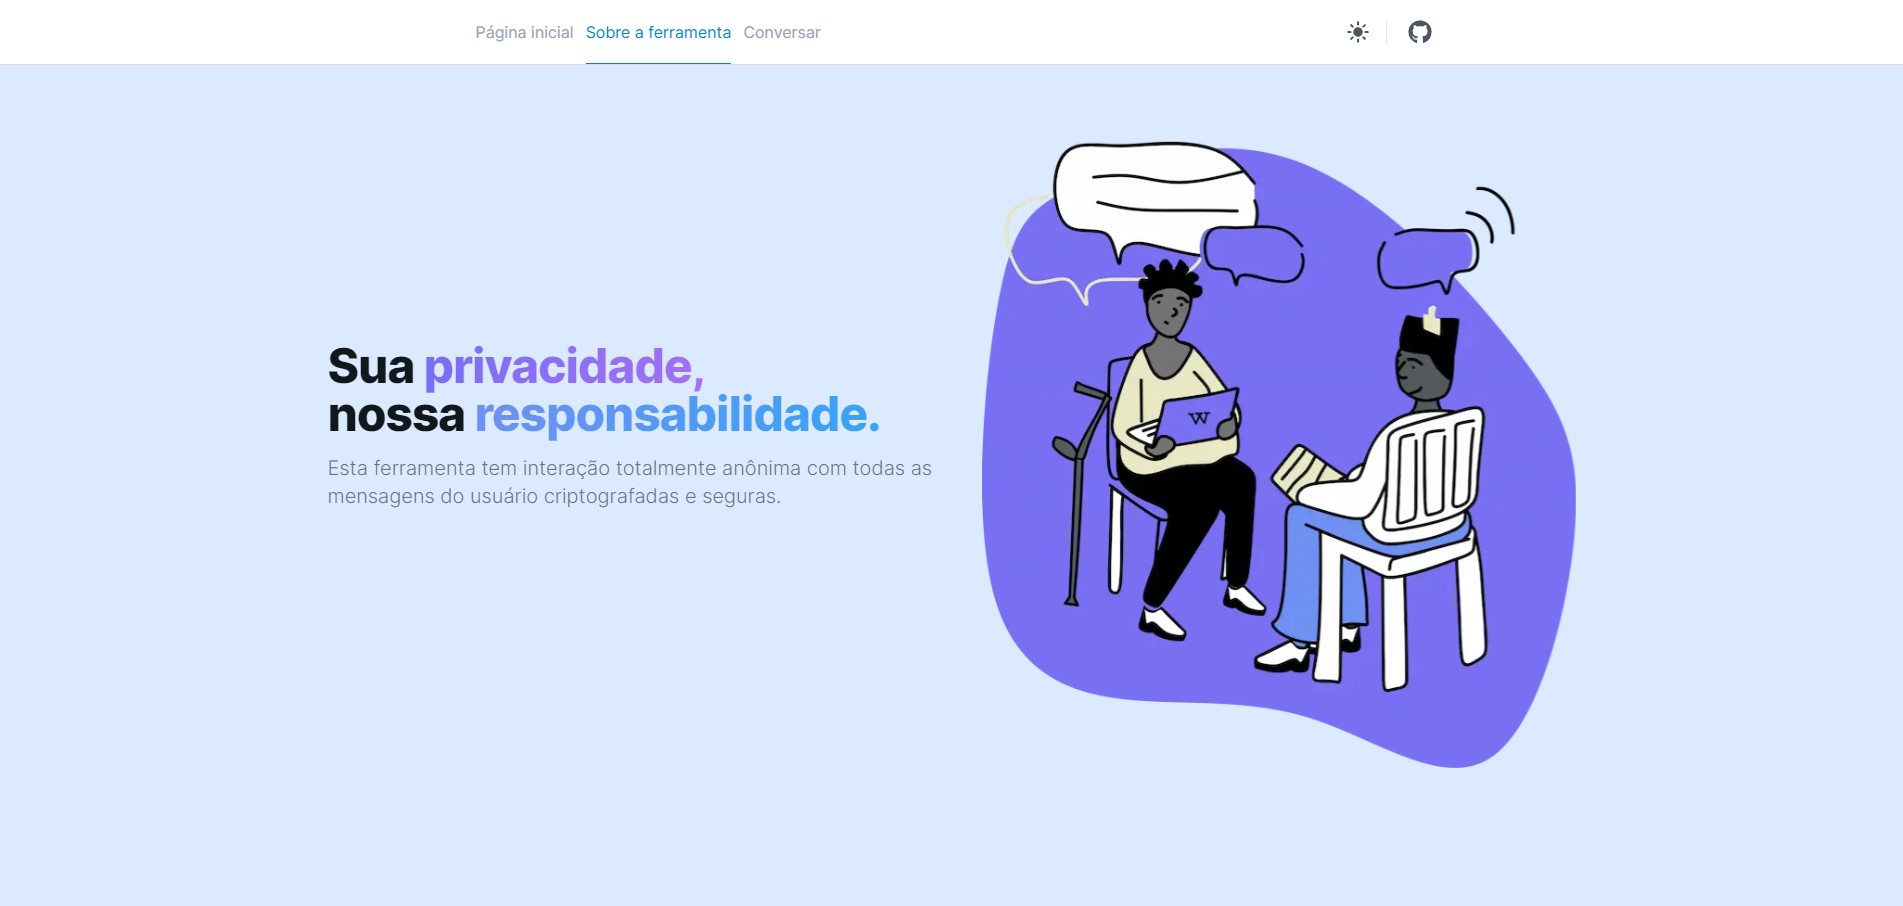 Página inicial Sobre a ferramenta Conversar
Sua privacidade,
nossa responsabilidade.
Esta ferramenta tem interação totalmente anônima com todas as
mensagens do usuário criptografadas e seguras.
W